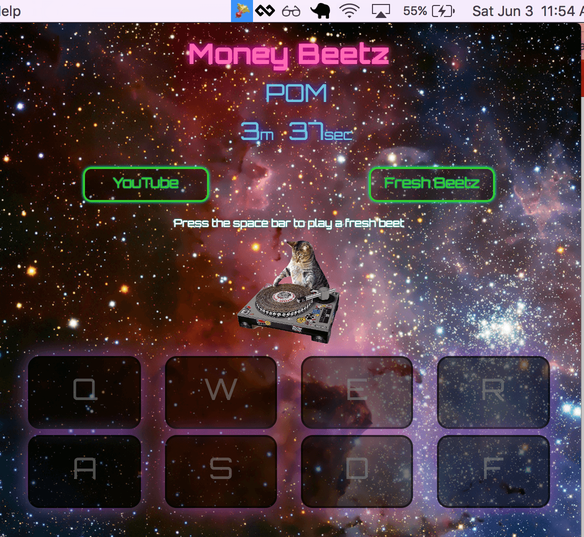 elp 55% Sat Jun 3 11:54
Money Beetz
POM
3m 37sec
YouTube Fresh Beetz
Press the space bar to play a fresh beet
Q W E R
A S D F